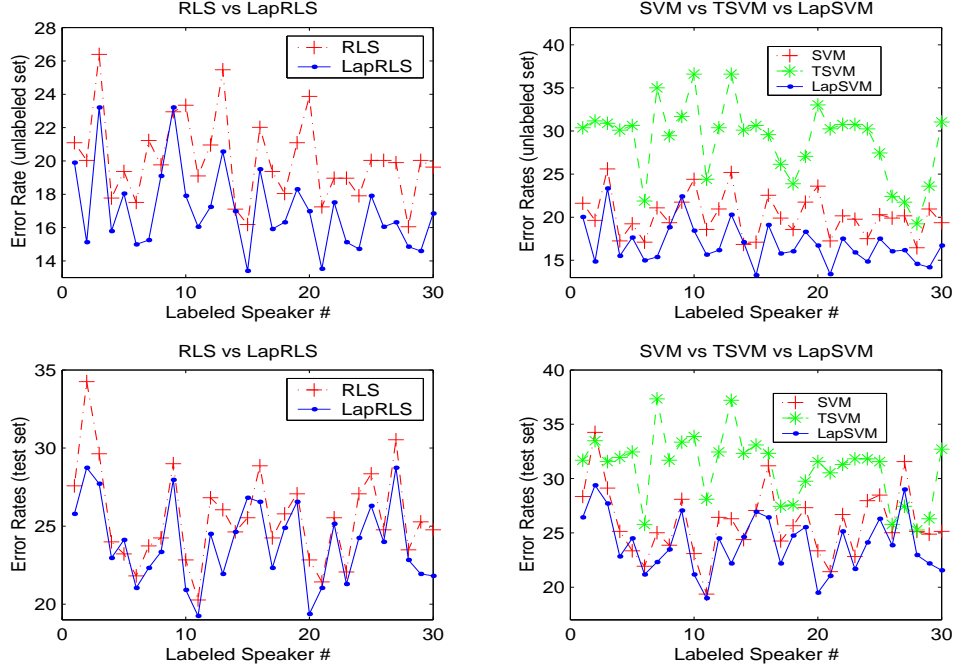 RLS vs LapRLS
28
26
24
22
20
18
16
14
0
10
20
30
Error Rate (unlabeled set)
Labeled Speaker #
RLS
LapRLS
SVM vs TSVM vs LapSVM
40
35
30
25
20
15
0
10
20
30
Error Rates (unlabeled set)
Labeled Speaker #
SVM
TSVM
LapSVM
RLS vs LapRLS
35
30
25
20
0
10
20
30
Error Rates (test set)
Labeled Speaker #
RLS
LapRLS
SVM vs TSVM vs LapSVM
40
35
30
25
20
0
10
20
30
Error Rates (test set)
Labeled Speaker #
SVM
TSVM
LapSVM